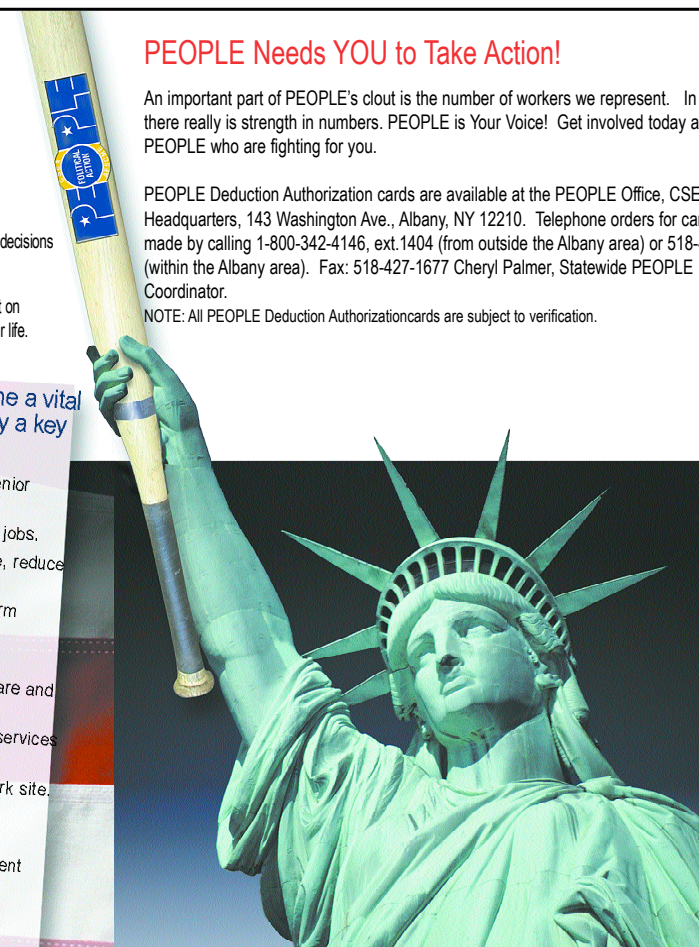 PEOPLE Needs YOU to Take Action!
An important part of PEOPLE's clout is the number of workers we represent. In
there really is strength in numbers. PEOPLE is Your Voice! Get involved today a
PEOPLE who are fighting for you.
PEOPLE Deduction Authorization cards are available at the PEOPLE Office, CSE
Headquarters, 143 Washington Ave., Albany, NY 12210. Telephone orders for ca
made by calling 1-800-342-4146, ext.1404 (from outside the Albany area) or 518-
(within the Albany area). Fax: 518-427-1677 Cheryl Palmer, Statewide PEOPLE
Coordinator.
NOTE: All PEOPLE Deduction Authorizationcards are subject to verification.
PEOPLE
POLITICAL
ACTION
decisions
t on
r life.
ne a vital
y a key
enior
jobs.
e, reduce
rm
are and
services
rk site.
ent